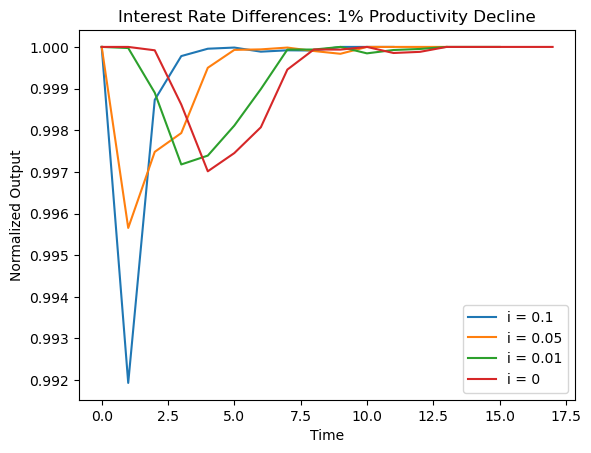 Interest Rate Differences: 1% Productivity Decline
Normalized Output
1.000
0.999
0.998
0.997
0.996
0.995
0.994
0.993
0.992
i = 0.1
i = 0.05
i = 0.01
i = 0
0.0
2.5
5.0
7.5
10.0
12.5
15.0
17.5
Time